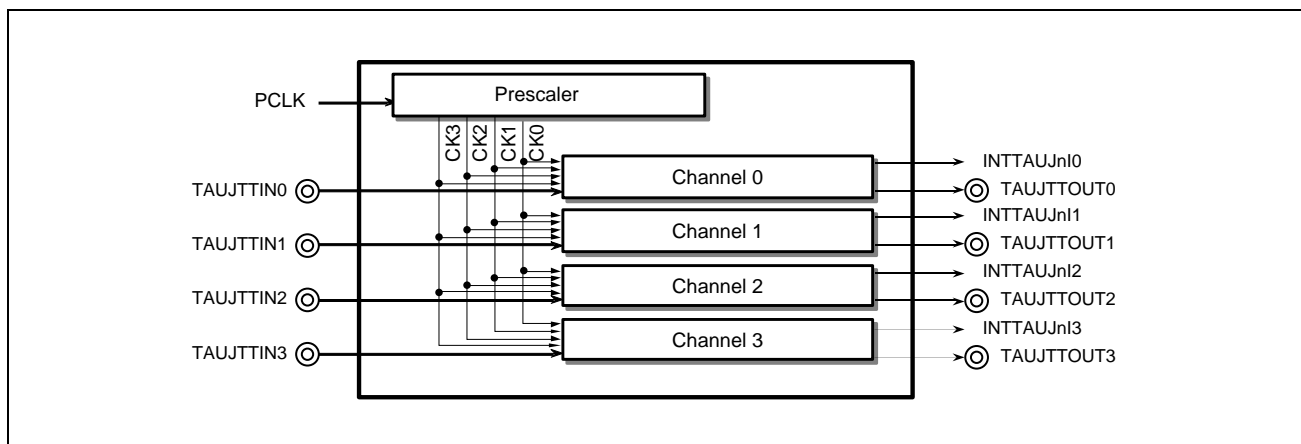 Prescaler
PCLK
CK3
CK2
CK1
CK0
TAUJTTIN0
Channel 0
INTTAUJnI0
TAUJTTOUT0
TAUJTTIN1
Channel 1
INTTAUJnI1
TAUJTTOUT1
TAUJTTIN2
Channel 2
INTTAUJnI2
TAUJTTOUT2
TAUJTTIN3
Channel 3
INTTAUJnI3
TAUJTTOUT3